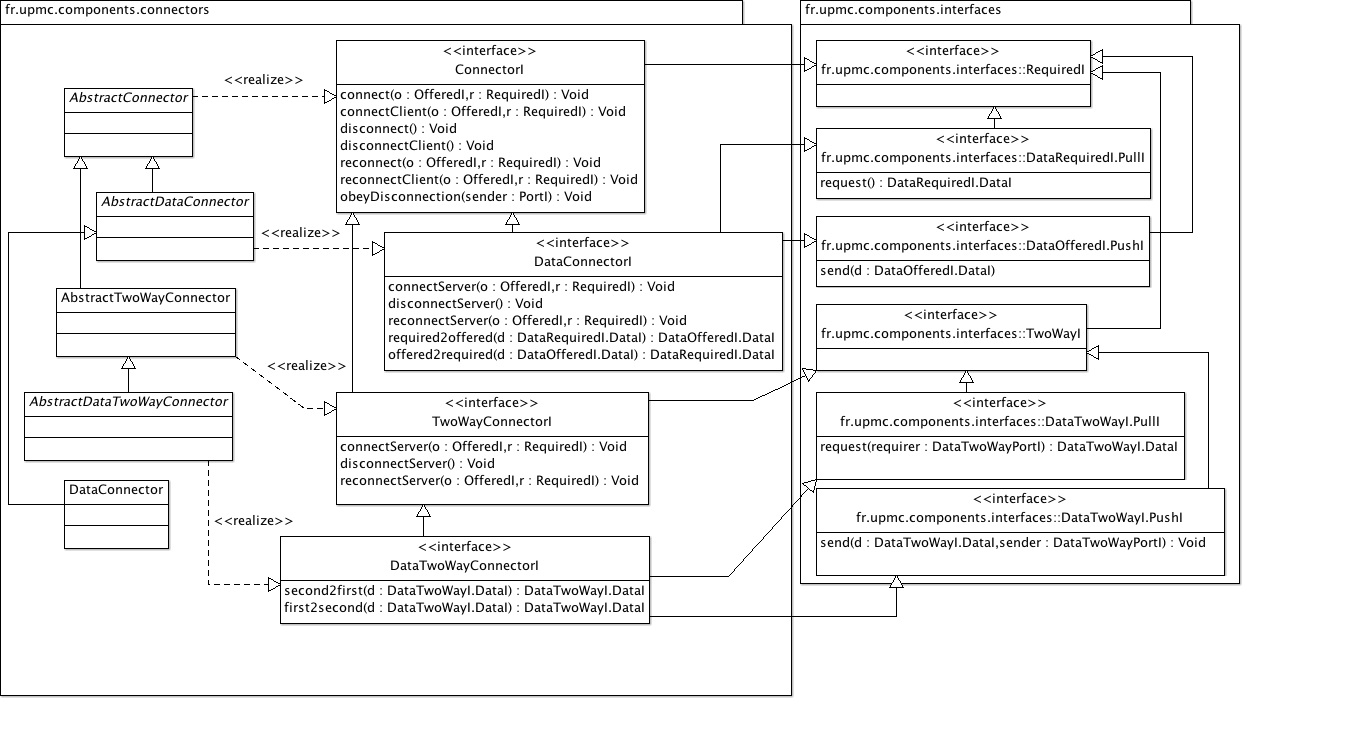 fr.upmc.components.connectors
<<realize>>
AbstractConnector
AbstractDataConnector
<<realize>>
AbstractTwoWayConnector
<<realize>>
AbstractDataTwoWayConnector
DataConnector
<<realize>>
<<interface>>
ConnectorI
connect(o : OfferedI,r : RequiredI) : Void
connectClient(o : OfferedI,r : RequiredI) : Void
disconnect() : Void
disconnectClient() : Void
reconnect(o : OfferedI,r : RequiredI) : Void
reconnectClient(o : OfferedI,r : RequiredI) : Void
obeyDisconnection(sender : PortI) : Void
<<interface>>
DataConnectorI
connectServer(o : OfferedI,r : RequiredI) : Void
disconnectServer() : Void
reconnectServer(o : OfferedI,r : RequiredI) : Void
required2offered(d : DataRequiredI.DataI) : DataOfferedI.DataI
offered2required(d : DataOfferedI.DataI) : DataRequiredI.DataI
<<interface>>
TwoWayConnectorI
connectServer(o : OfferedI,r : RequiredI) : Void
disconnectServer() : Void
reconnectServer(o : OfferedI,r : RequiredI) : Void
<<interface>>
DataTwoWayConnectorI
second2first(d : DataTwoWayI.DataI) : DataTwoWayI.DataI
first2second(d : DataTwoWayI.DataI) : DataTwoWayI.DataI
fr.upmc.components.interfaces
<<interface>>
fr.upmc.components.interfaces::RequiredI
<<interface>>
fr.upmc.components.interfaces::DataRequiredI.PullI
request() : DataRequiredI.DataI
<<interface>>
fr.upmc.components.interfaces::DataOfferedI.PushI
send(d : DataOfferedI.DataI)
<<interface>>
fr.upmc.components.interfaces::TwoWayI
<<interface>>
fr.upmc.components.interfaces::DataTwoWayI.PullI
request(requirer : DataTwoWayPortI) : DataTwoWayI.DataI
<<interface>>
fr.upmc.components.interfaces::DataTwoWayI.PushI
send(d : DataTwoWayI.DataI,sender : DataTwoWayPortI) : Void